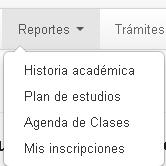 Reportes Trámites
Historia académica
Plan de estudios
Agenda de Clases
Mis inscripciones